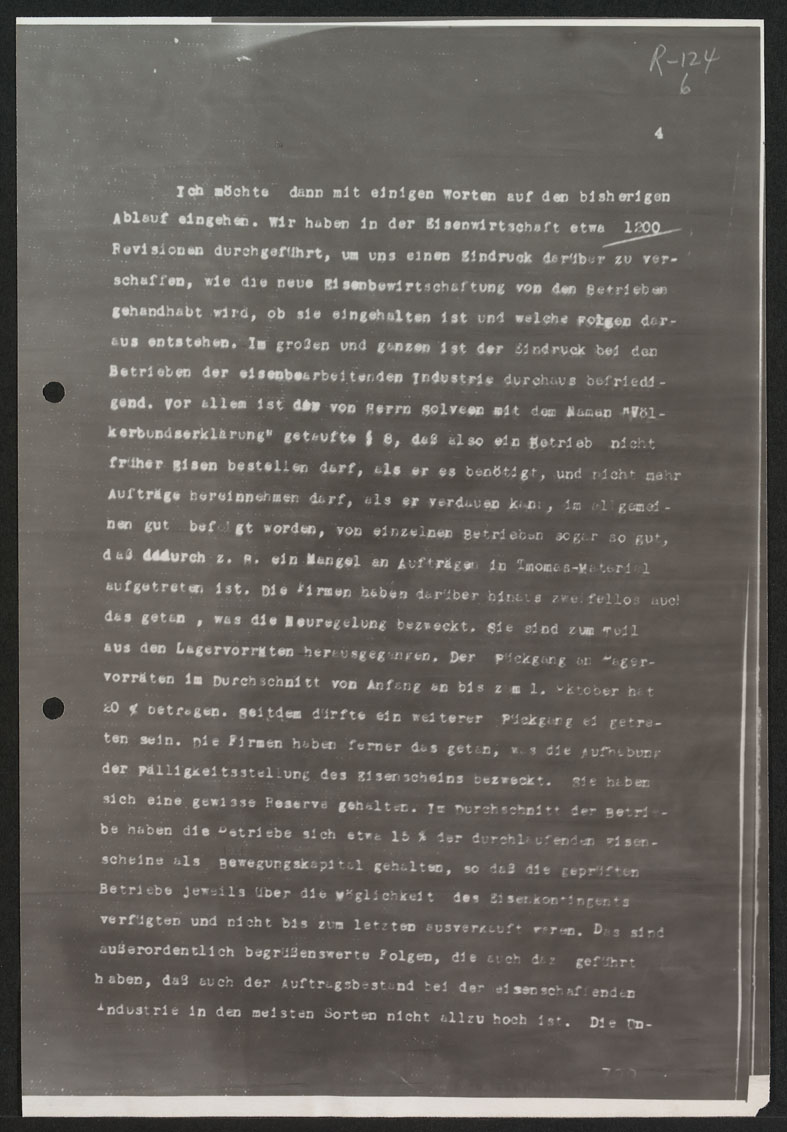 R-124
6
4
Ich möchte dann mit einigen Worten auf den bisherigen
Ablauf eingehen. Wir haben in der Eisenwirtschaft etwa 1200
Revisionen durchgeführt, um uns einen Eindruck darüber zu ver-
schaffen, wie die neue Eisenbewirtschaftung von den Betrieben
gehandhabt wird, ob sie eingehalten ist und welche Folgen dar-
aus entstehen. Im großen und ganzen ist der Eindruck bei den
Betrieben der eisenbearbeitenden Industrie durchaus befriedi-
gend. Vor allem ist der von Herrn Solveen mit dem Namen "Völ-
kerbundserklärung" getaufte § 8, daß also ein Betrieb nicht
früher Eisen bestellen darf, als er es benötigt, und nicht mehr
Aufträge hereinnehmen darf, als er verdauen kann, im allgemei-
nen gut befolgt worden, von einzelnen Betrieben sogar so gut,
daß dadurch z. B. ein Mangel an Aufträgen in Thomas-Material
aufgetreten ist. Die Firmen haben darüber hinaus zweifellos auch
das getan , was die Neuregelung bezweckt. Sie sind zum Teil
aus den Lagervorräten herausgegangen. Der Rückgang an Lager-
vorräten im Durchschnitt von Anfang an bis zum 1. Oktober hat
20 % betragen. Seitdem dürfte ein weiterer Rückgang eingetre-
ten sein. Die Firmen haben ferner das getan, was die Aufhebung
der Fälligkeitsstellung des Eisenscheins bezweckt. Sie haben
sich eine gewisse Reserve gehalten. Im Durchschnitt der Betrie-
be haben die Betriebe sich etwa 15 % der durchlaufenden Eisen-
scheine als Bewegungskapital gehalten, so daß die geprüften
Betriebe jeweils über die Möglichkeit des Eisenkontingents
verfügten und nicht bis zum letzten ausverkauft waren. Das sind
außerordentlich begrüßenswerte Folgen, die auch dazu geführt
haben, daß auch der Auftragsbestand bei der eisenschaffenden
Industrie in den meisten Sorten nicht allzu hoch ist. Die Un-